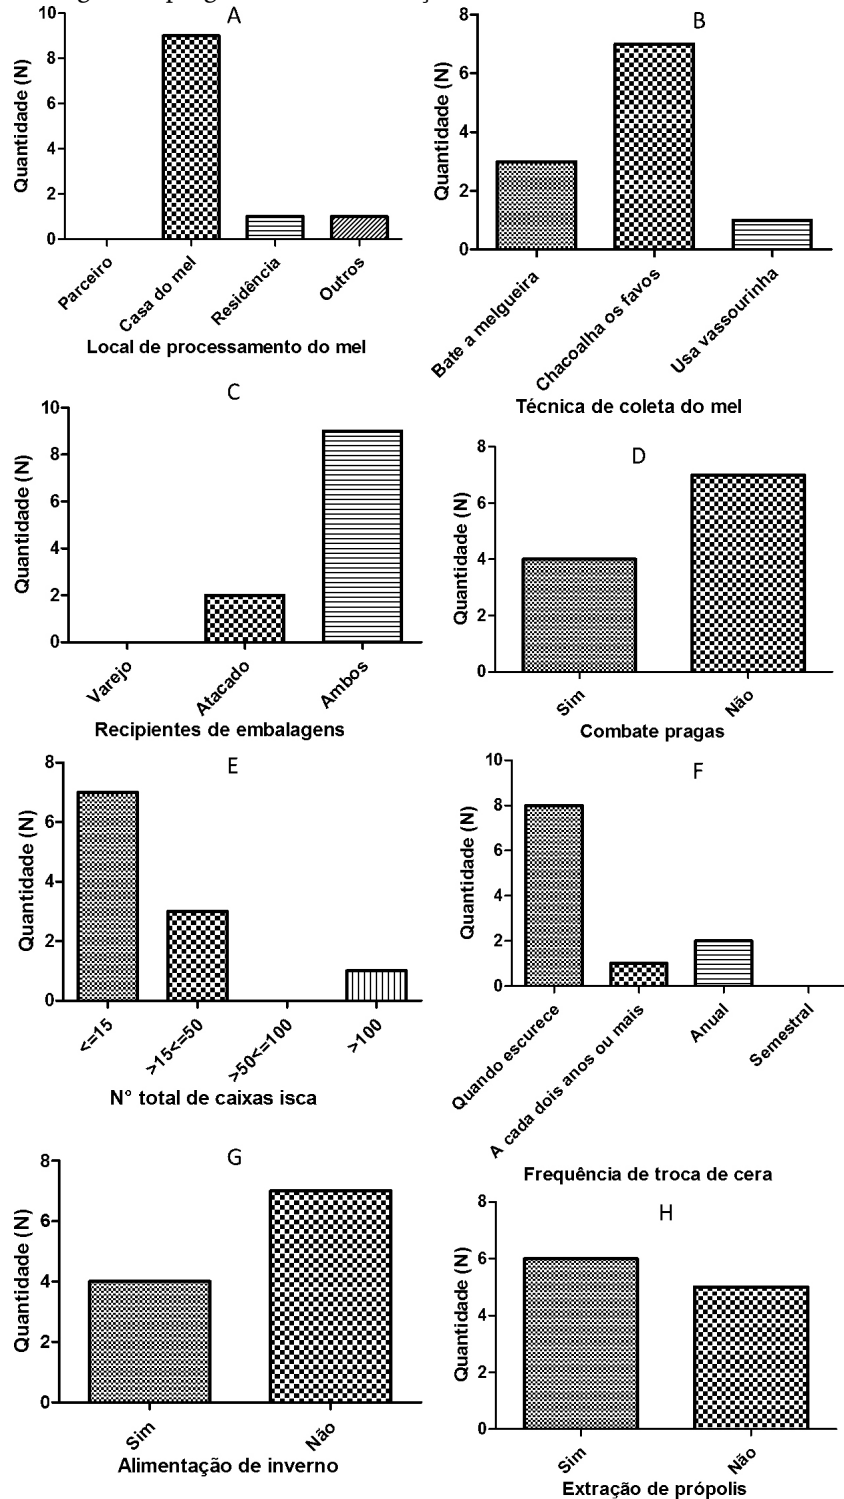 A
Quantidade (N)
10
8
6
4
2
0
Parceiro
Casa do mel
Residência
Outros
Local de processamento do mel
B
Quantidade (N)
8
6
4
2
0
Bate a melgueira
Chacoalha os favos
Usa vassourinha
Técnica de coleta do mel
C
Quantidade (N)
10
8
6
4
2
0
Varejo
Atacado
Ambos
Recipientes de embalagens
D
Quantidade (N)
8
6
4
2
0
Sim
Não
Combate pragas
E
Quantidade (N)
8
6
4
2
0
<=15
>15<=50
>50<=100
>100
N° total de caixas isca
F
Quantidade (N)
10
8
6
4
2
0
Quando escurece
A cada dois anos ou mais
Anual
Semestral
Frequência de troca de cera
G
Quantidade (N)
8
6
4
2
0
Sim
Não
Alimentação de inverno
H
Quantidade (N)
8
6
4
2
0
Sim
Não
Extração de própolis